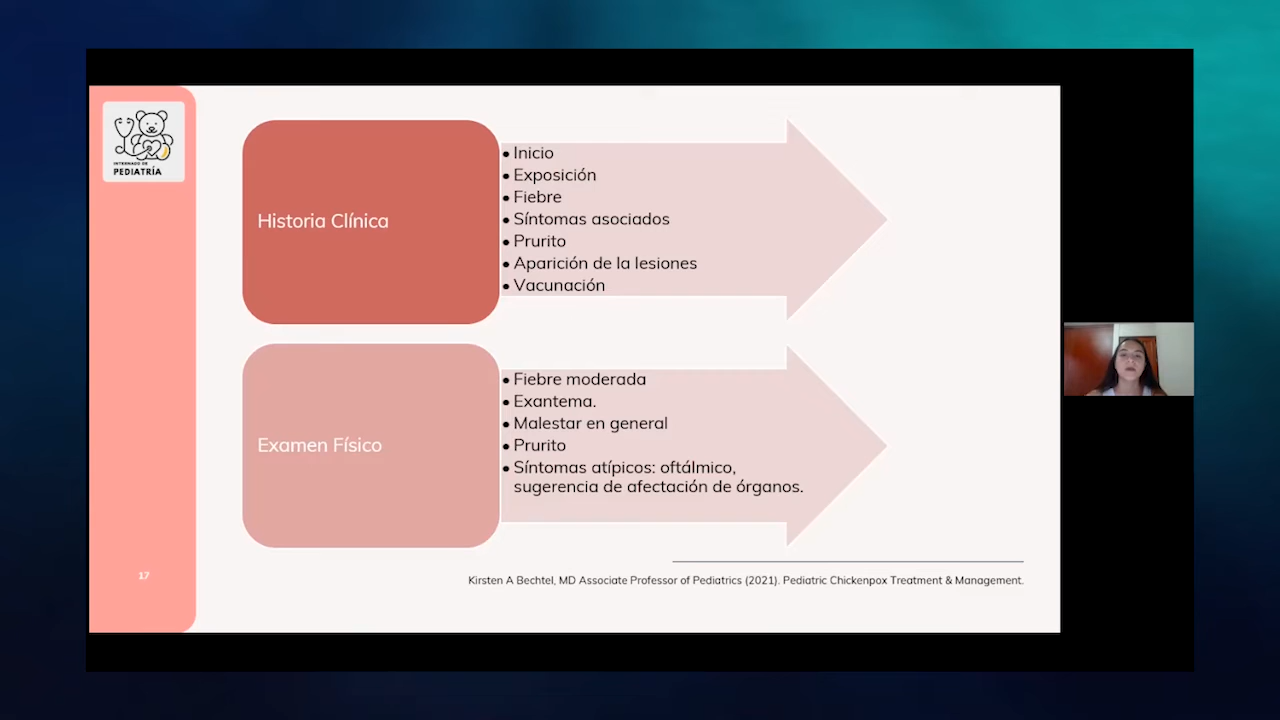 INTERNADO DE
PEDIATRÍA
Historia Clínica
• Inicio
• Exposición
• Fiebre
• Síntomas asociados
• Prurito
• Aparición de la lesiones
• Vacunación
Examen Físico
• Fiebre moderada
• Exantema.
• Malestar en general
• Prurito
• Síntomas atípicos: oftálmico,
sugerencia de afectación de órganos.
17
Kirsten A Bechtel, MD Associate Professor of Pediatrics (2021). Pediatric Chickenpox Treatment & Management.